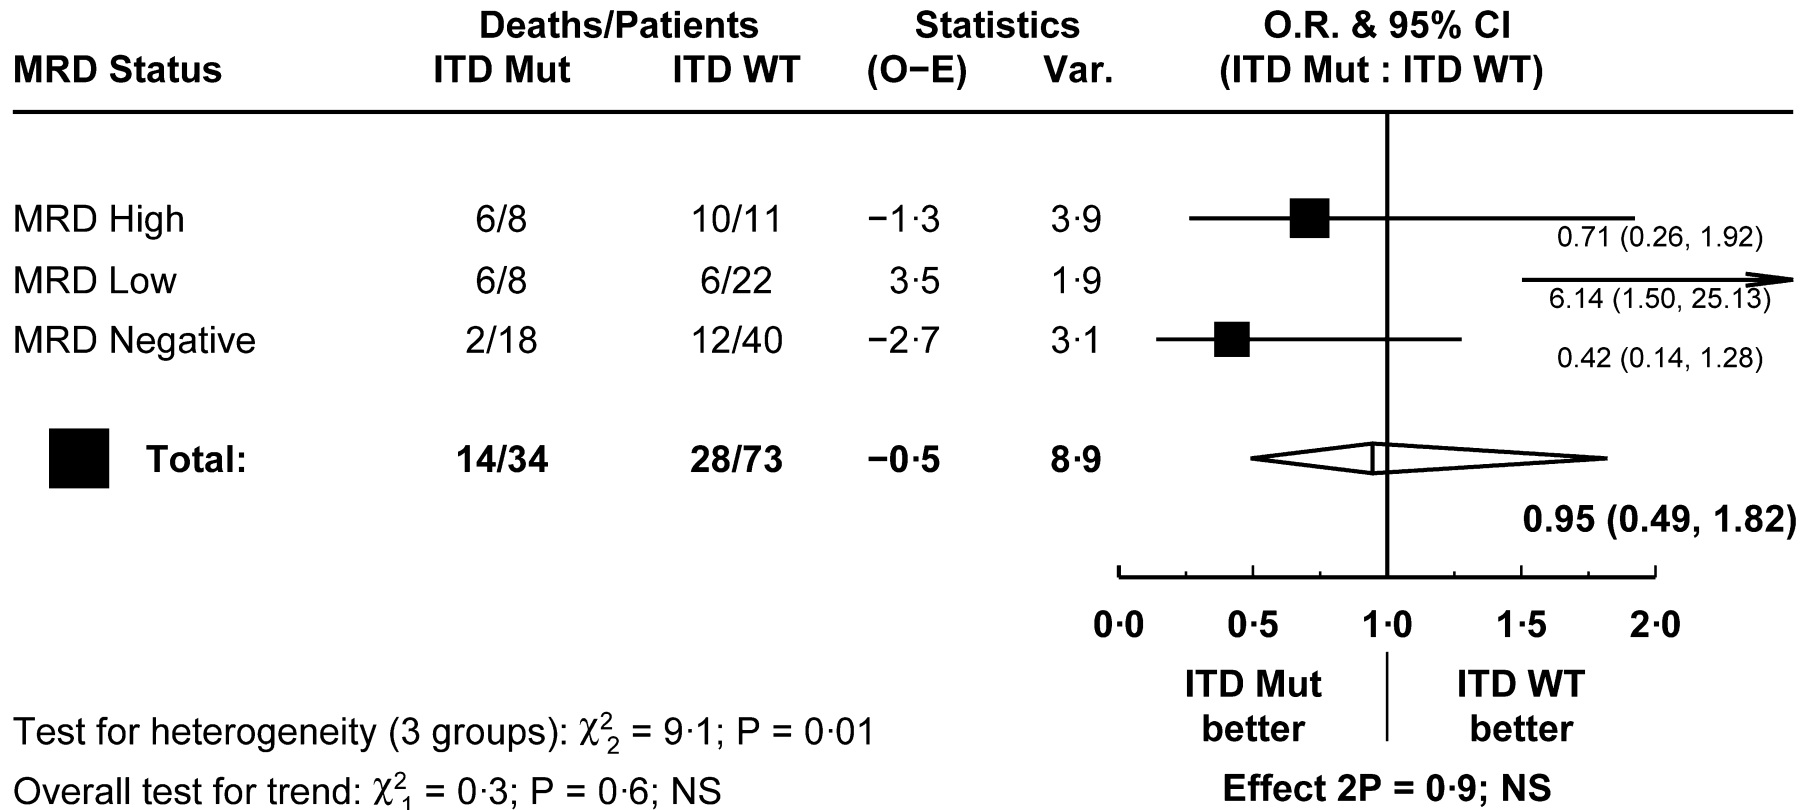 Deaths/Patients Statistics O.R. & 95% CI
MRD Status ITD Mut ITD WT (O−E) Var. (ITD Mut : ITD WT)
MRD High 6/8 10/11 −1·3 3·9 0.71 (0.26, 1.92)
MRD Low 6/8 6/22 3·5 1·9 6.14 (1.50, 25.13)
MRD Negative 2/18 12/40 −2·7 3·1 0.42 (0.14, 1.28)
Total: 14/34 28/73 −0·5 8·9
0.95 (0.49, 1.82)
0·0 0·5 1·0 1·5 2·0
ITD Mut ITD WT
better better
Test for heterogeneity (3 groups): χ²₂ = 9·1; P = 0·01
Overall test for trend: χ²₁ = 0·3; P = 0·6; NS
Effect 2P = 0·9; NS